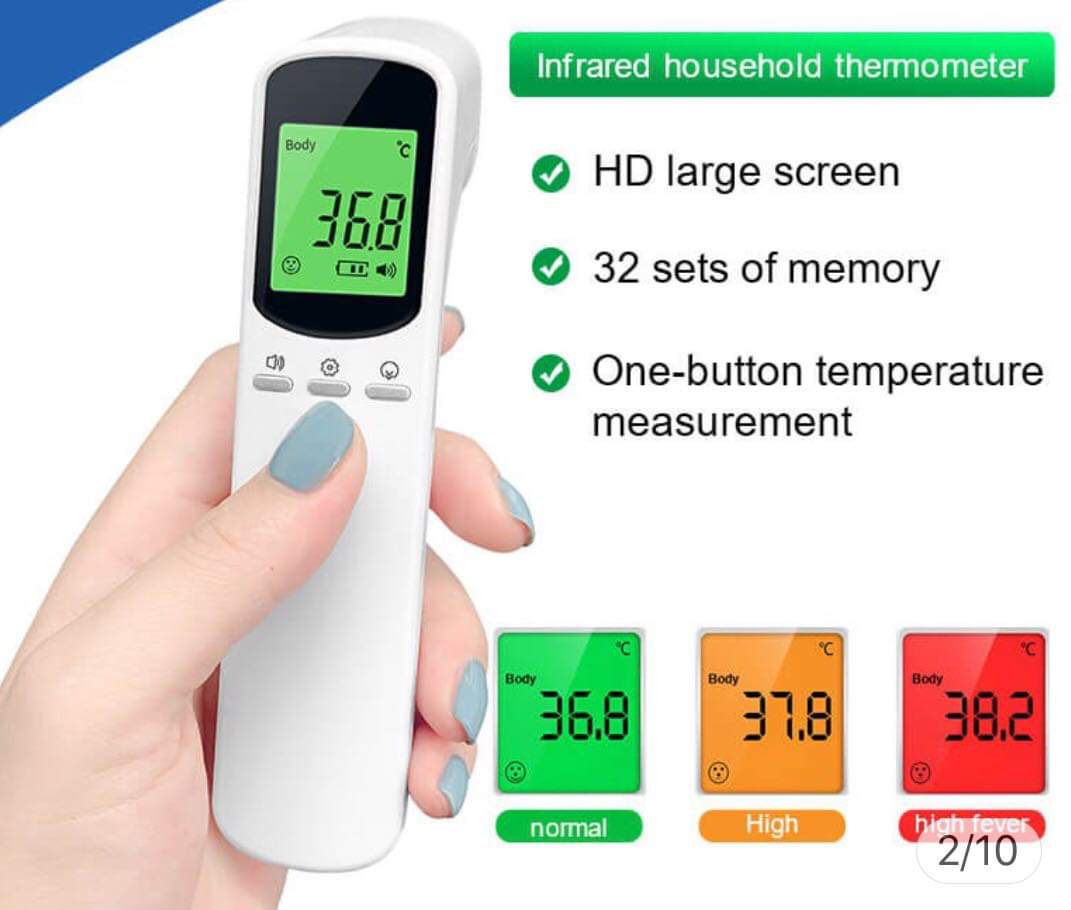 Infrared household thermometer
HD large screen
32 sets of memory
One-button temperature
measurement
Body °C
36.8
°C
Body
36.8
normal
°C
Body
37.8
High
°C
Body
38.2
high fever
2/10